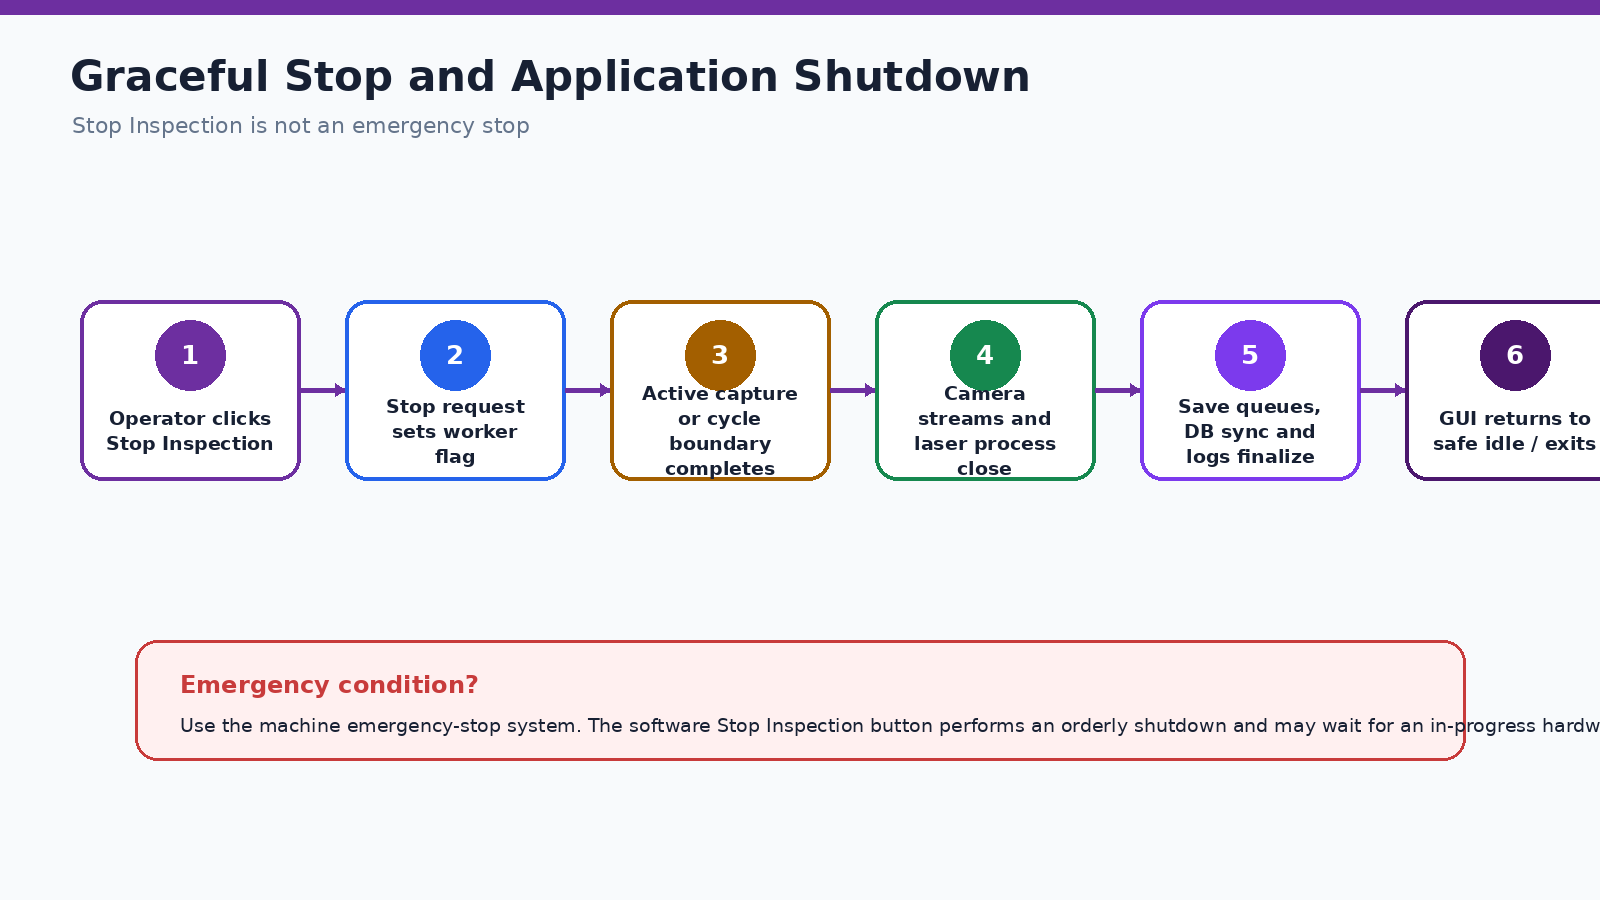 Graceful Stop and Application Shutdown
Stop Inspection is not an emergency stop
1
Operator clicks
Stop Inspection
2
Stop request
sets worker
flag
3
Active capture
or cycle
boundary
completes
4
Camera
streams and
laser process
close
5
Save queues,
DB sync and
logs finalize
6
GUI returns to
safe idle / exits
Emergency condition?
Use the machine emergency-stop system. The software Stop Inspection button performs an orderly shutdown and may wait for an in-progress